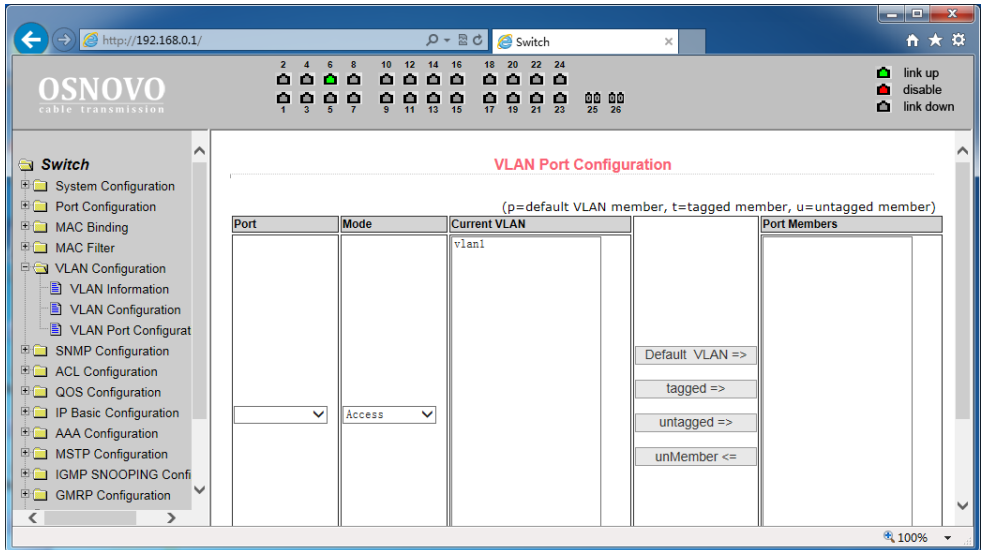 http://192.168.0.1/
Switch
OSNOVO
cable transmission
2 4 6 8 10 12 14 16 18 20 22 24
1 3 5 7 9 11 13 15 17 19 21 23 25 26
link up
disable
link down
Switch
System Configuration
Port Configuration
MAC Binding
MAC Filter
VLAN Configuration
VLAN Information
VLAN Configuration
VLAN Port Configurat
SNMP Configuration
ACL Configuration
QOS Configuration
IP Basic Configuration
AAA Configuration
MSTP Configuration
IGMP SNOOPING Confi
GMRP Configuration
VLAN Port Configuration
(p=default VLAN member, t=tagged member, u=untagged member)
Port Mode Current VLAN Port Members
vlan1
Default VLAN =>
tagged =>
Access
untagged =>
unMember <=
100%